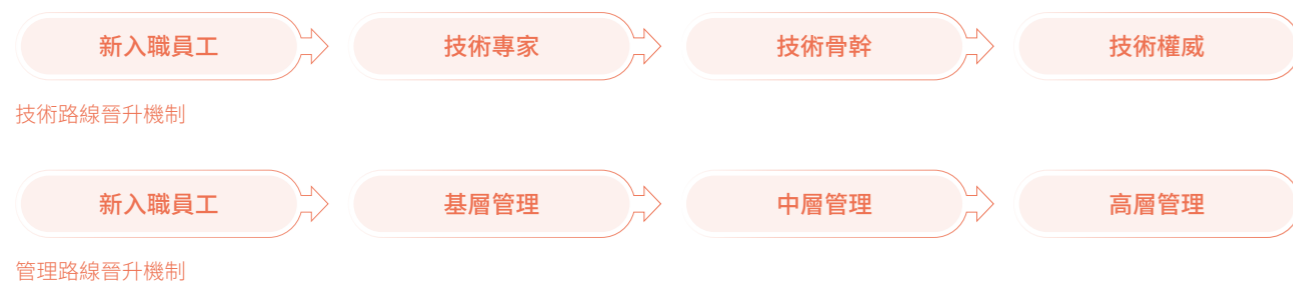 新入職員工 技術專家 技術骨幹 技術權威
技術路線晉升機制
新入職員工 基層管理 中層管理 高層管理
管理路線晉升機制